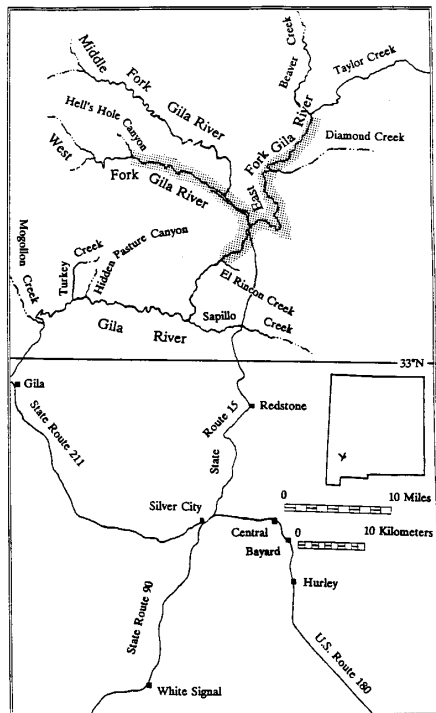 Middle Fork Gila River
Beaver Creek
Taylor Creek
Hell's Hole Canyon
East Fork Gila River
Diamond Creek
West Fork Gila River
Mogollon Creek
Turkey Creek
Hidden Pasture Canyon
El Rincon Creek
Sapillo Creek
Gila River
33°N
Gila
State Route 211
State Route 15
Redstone
0 10 Miles
0 10 Kilometers
Silver City
Central
Bayard
Hurley
State Route 90
U.S. Route 180
White Signal